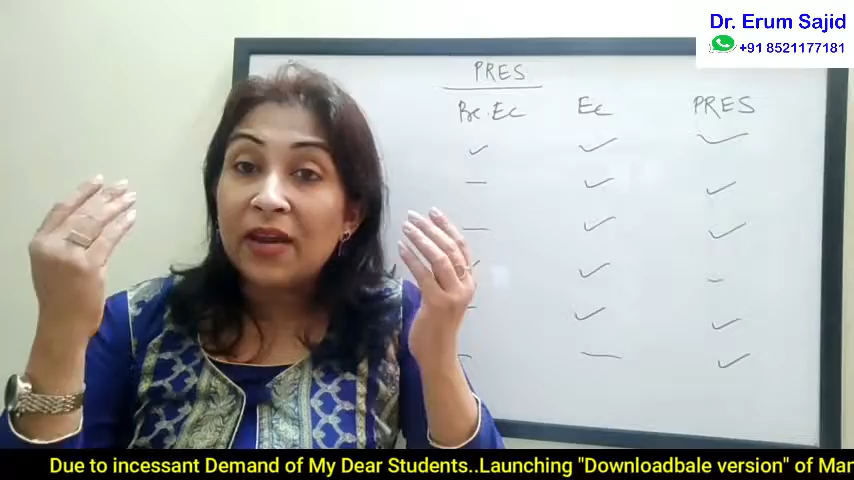 Dr. Erum Sajid
+91 8521177181
PRES
Bc.Ec
Ec
PRES
Due to incessant Demand of My Dear Students..Launching "Downloadbale version" of Mar